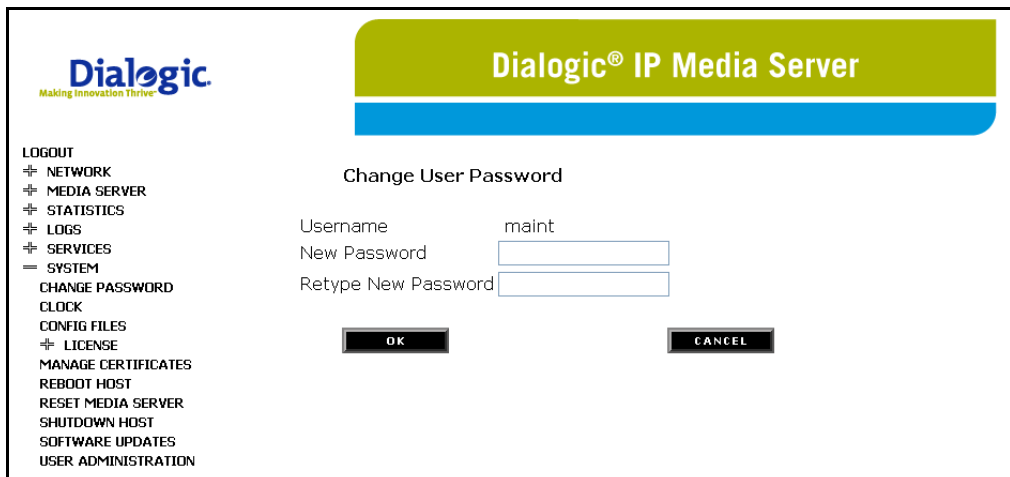 Dialogic.
Making Innovation Thrive™
Dialogic® IP Media Server
LOGOUT
NETWORK
MEDIA SERVER
STATISTICS
LOGS
SERVICES
SYSTEM
CHANGE PASSWORD
CLOCK
CONFIG FILES
LICENSE
MANAGE CERTIFICATES
REBOOT HOST
RESET MEDIA SERVER
SHUTDOWN HOST
SOFTWARE UPDATES
USER ADMINISTRATION
Change User Password
Username maint
New Password
Retype New Password
OK CANCEL